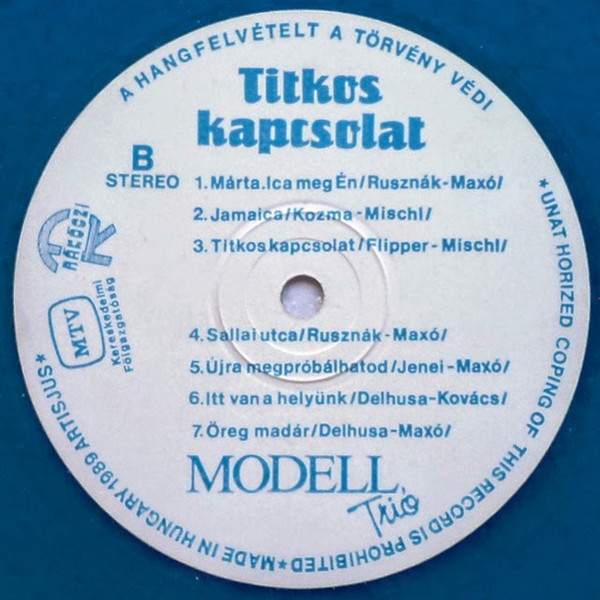 A HANGFELVÉTELT A TÖRVÉNY VÉDI
Titkos
kapcsolat
B
STEREO
1. Márta.Ica meg Én/Rusznák-Maxó/
2. Jamaica/Kozma-Mischl/
3. Titkos kapcsolat/Flipper-Mischl/
RÁKÓCZI
MTV
Kereskedelmi
Főigazgatóság
4. Sallai utca/Rusznák-Maxó/
5. Újra megpróbálhatod/Jenei-Maxó/
6. Itt van a helyünk/Delhusa-Kovács/
7. Öreg madár/Delhusa-Maxó/
MODELL
Trió
*UNAT HORIZED COPING OF THIS RECORD IS PROHIBITED*MADE IN HUNGARY 1989 ARTISJUS*